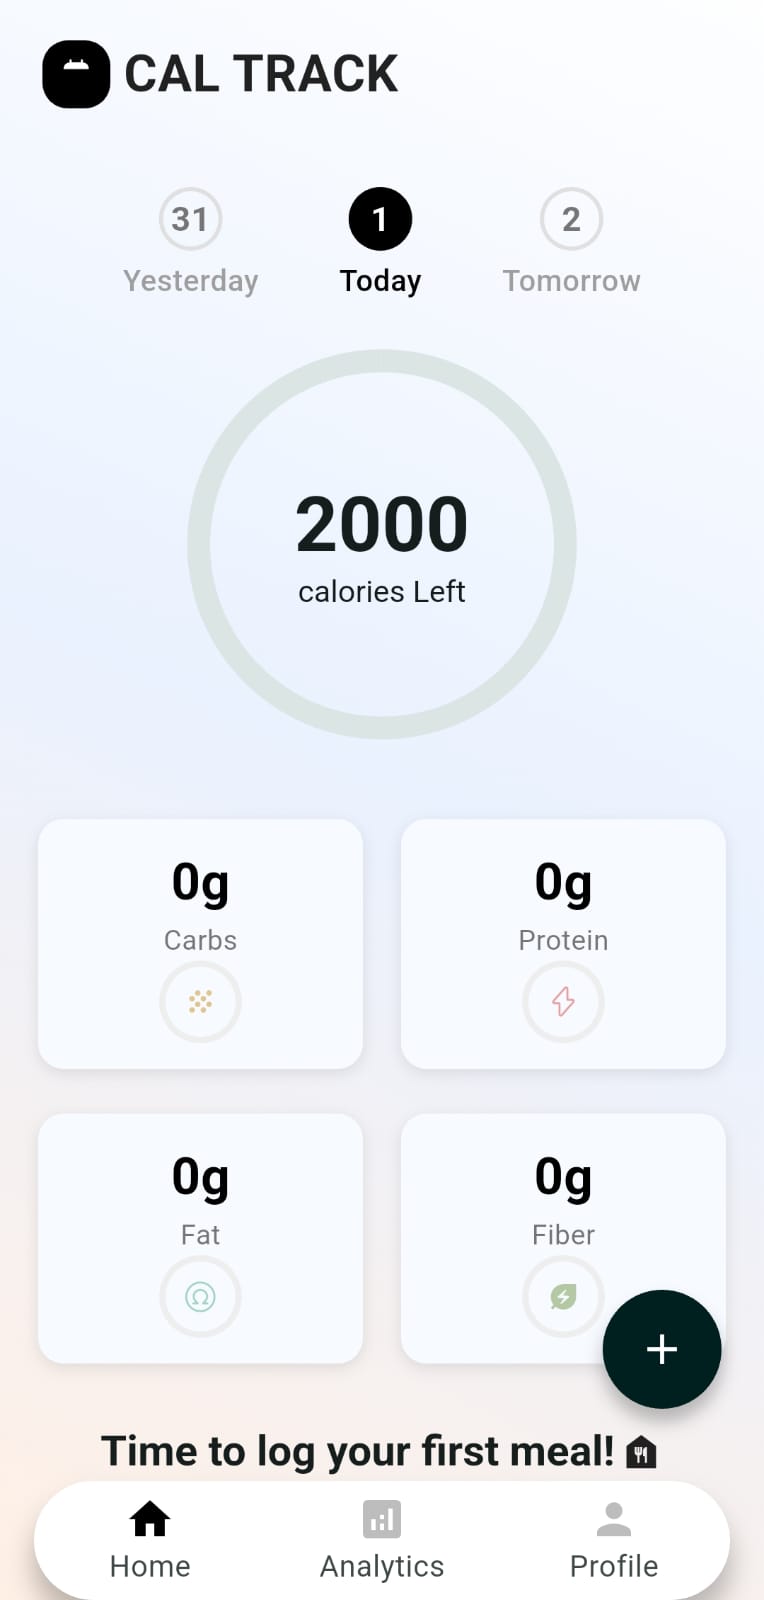 CAL TRACK
31 1 2
Yesterday Today Tomorrow
2000
calories Left
0g 0g
Carbs Protein
0g 0g
Fat Fiber
+
Time to log your first meal!
Home Analytics Profile